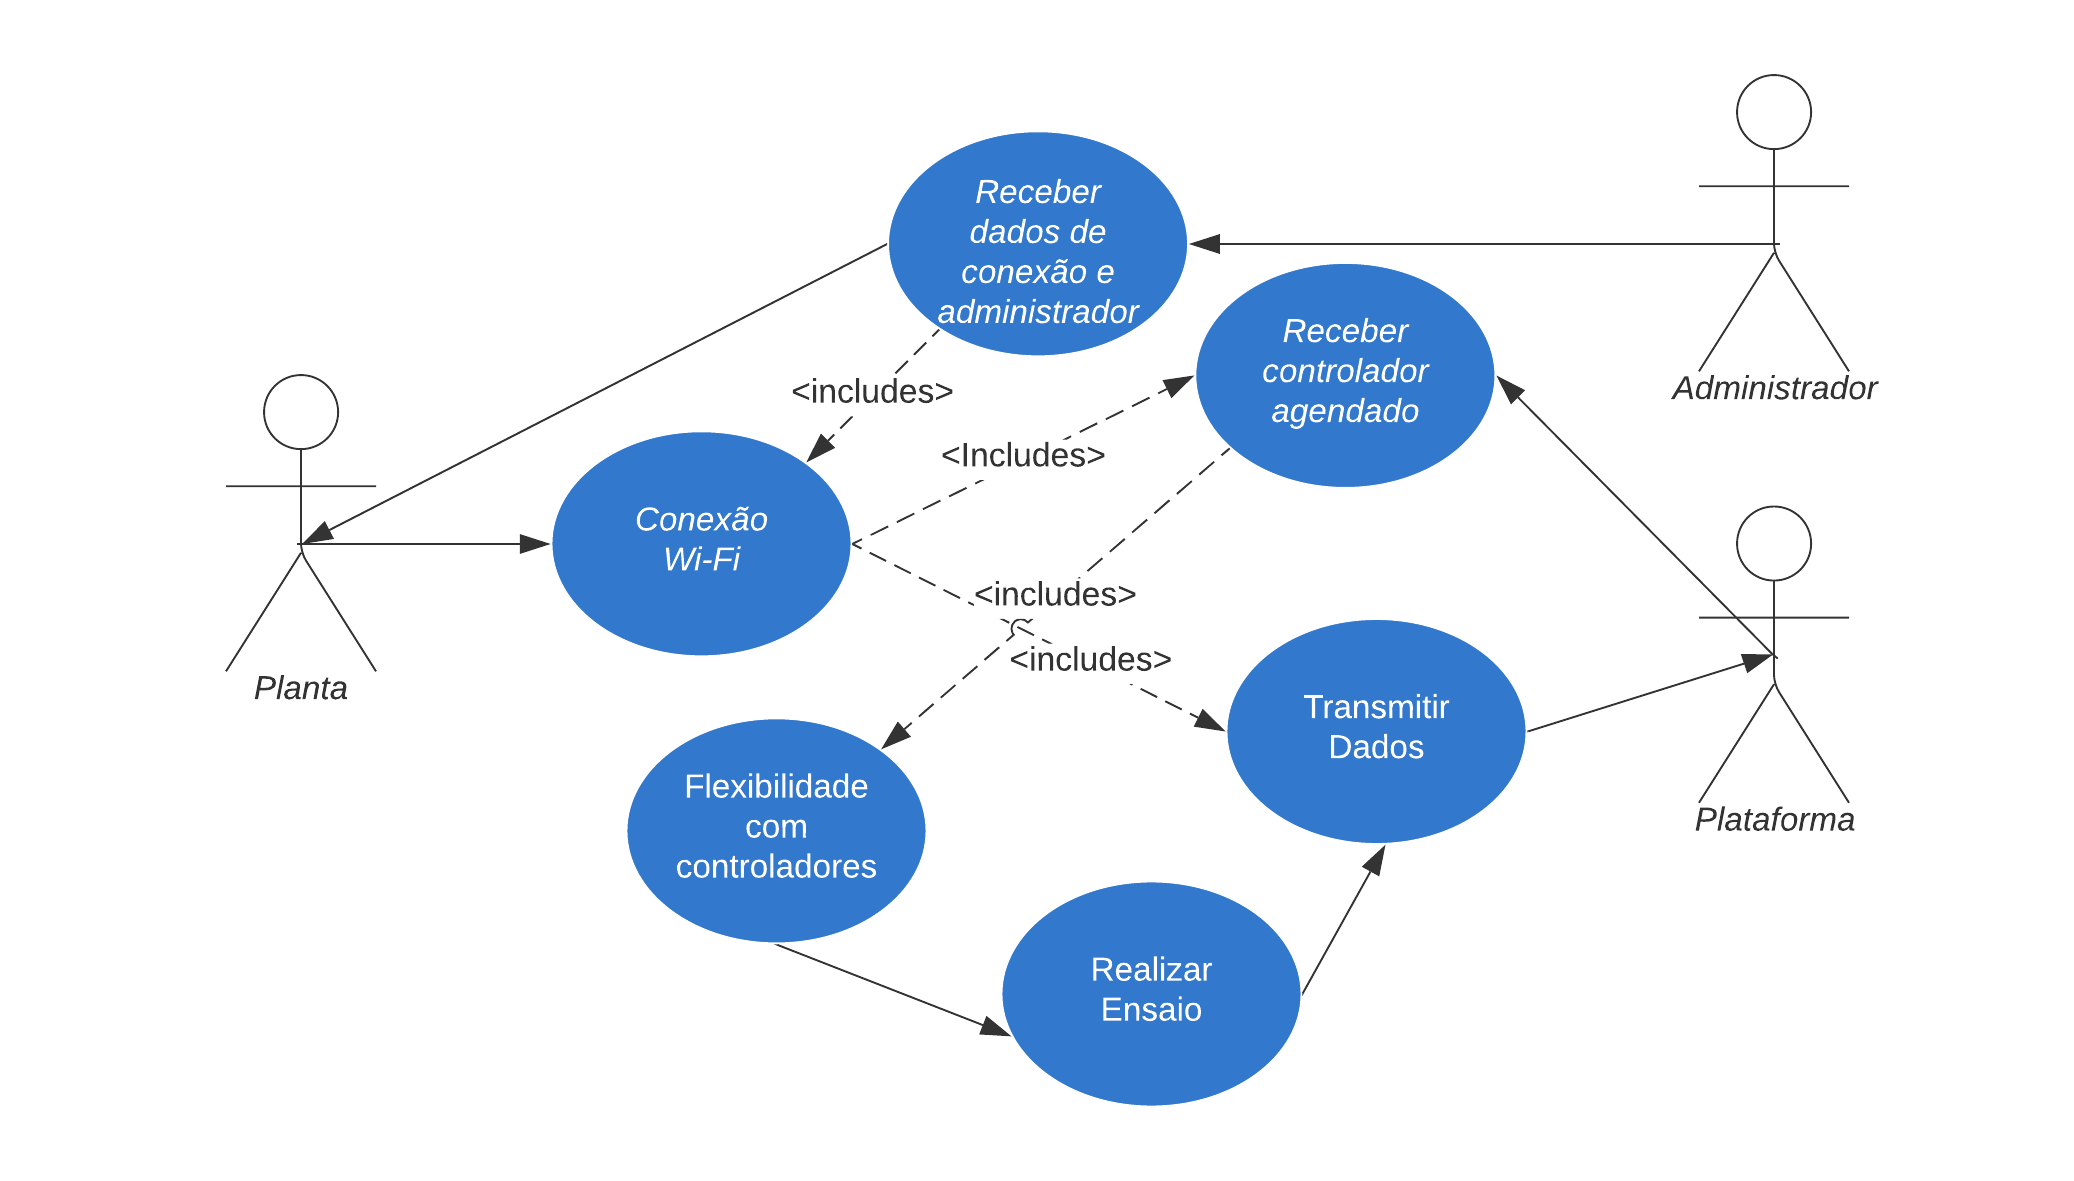 Receber
dados de
conexão e
administrador
Receber
controlador
agendado
Administrador
<includes>
<Includes>
Conexão
Wi-Fi
<includes>
<includes>
Planta
Transmitir
Dados
Flexibilidade
com
controladores
Plataforma
Realizar
Ensaio